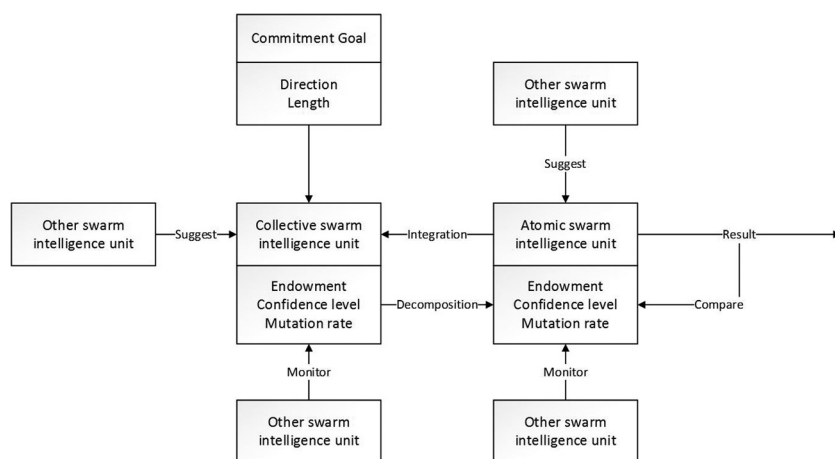 Commitment Goal
Direction
Length
Other swarm
intelligence unit
Suggest
Other swarm
intelligence unit
Suggest
Collective swarm
intelligence unit
Integration
Atomic swarm
intelligence unit
Result
Endowment
Confidence level
Mutation rate
Decomposition
Endowment
Confidence level
Mutation rate
Compare
Monitor
Monitor
Other swarm
intelligence unit
Other swarm
intelligence unit